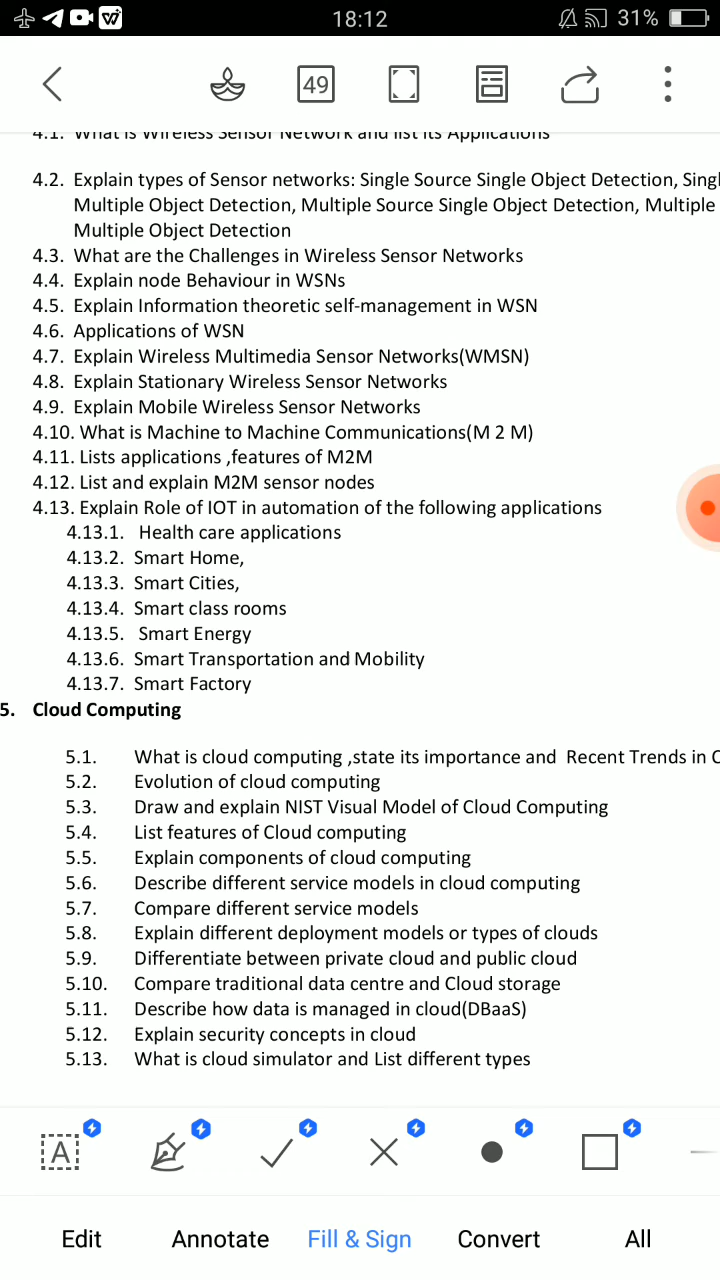 18:12
31%
49
4.1. What is Wireless Sensor Network and list its Applications
4.2. Explain types of Sensor networks: Single Source Single Object Detection, Singl
Multiple Object Detection, Multiple Source Single Object Detection, Multiple
Multiple Object Detection
4.3. What are the Challenges in Wireless Sensor Networks
4.4. Explain node Behaviour in WSNs
4.5. Explain Information theoretic self-management in WSN
4.6. Applications of WSN
4.7. Explain Wireless Multimedia Sensor Networks(WMSN)
4.8. Explain Stationary Wireless Sensor Networks
4.9. Explain Mobile Wireless Sensor Networks
4.10. What is Machine to Machine Communications(M 2 M)
4.11. Lists applications ,features of M2M
4.12. List and explain M2M sensor nodes
4.13. Explain Role of IOT in automation of the following applications
4.13.1. Health care applications
4.13.2. Smart Home,
4.13.3. Smart Cities,
4.13.4. Smart class rooms
4.13.5. Smart Energy
4.13.6. Smart Transportation and Mobility
4.13.7. Smart Factory
5. Cloud Computing
5.1. What is cloud computing ,state its importance and Recent Trends in C
5.2. Evolution of cloud computing
5.3. Draw and explain NIST Visual Model of Cloud Computing
5.4. List features of Cloud computing
5.5. Explain components of cloud computing
5.6. Describe different service models in cloud computing
5.7. Compare different service models
5.8. Explain different deployment models or types of clouds
5.9. Differentiate between private cloud and public cloud
5.10. Compare traditional data centre and Cloud storage
5.11. Describe how data is managed in cloud(DBaaS)
5.12. Explain security concepts in cloud
5.13. What is cloud simulator and List different types
A
Edit Annotate Fill & Sign Convert All